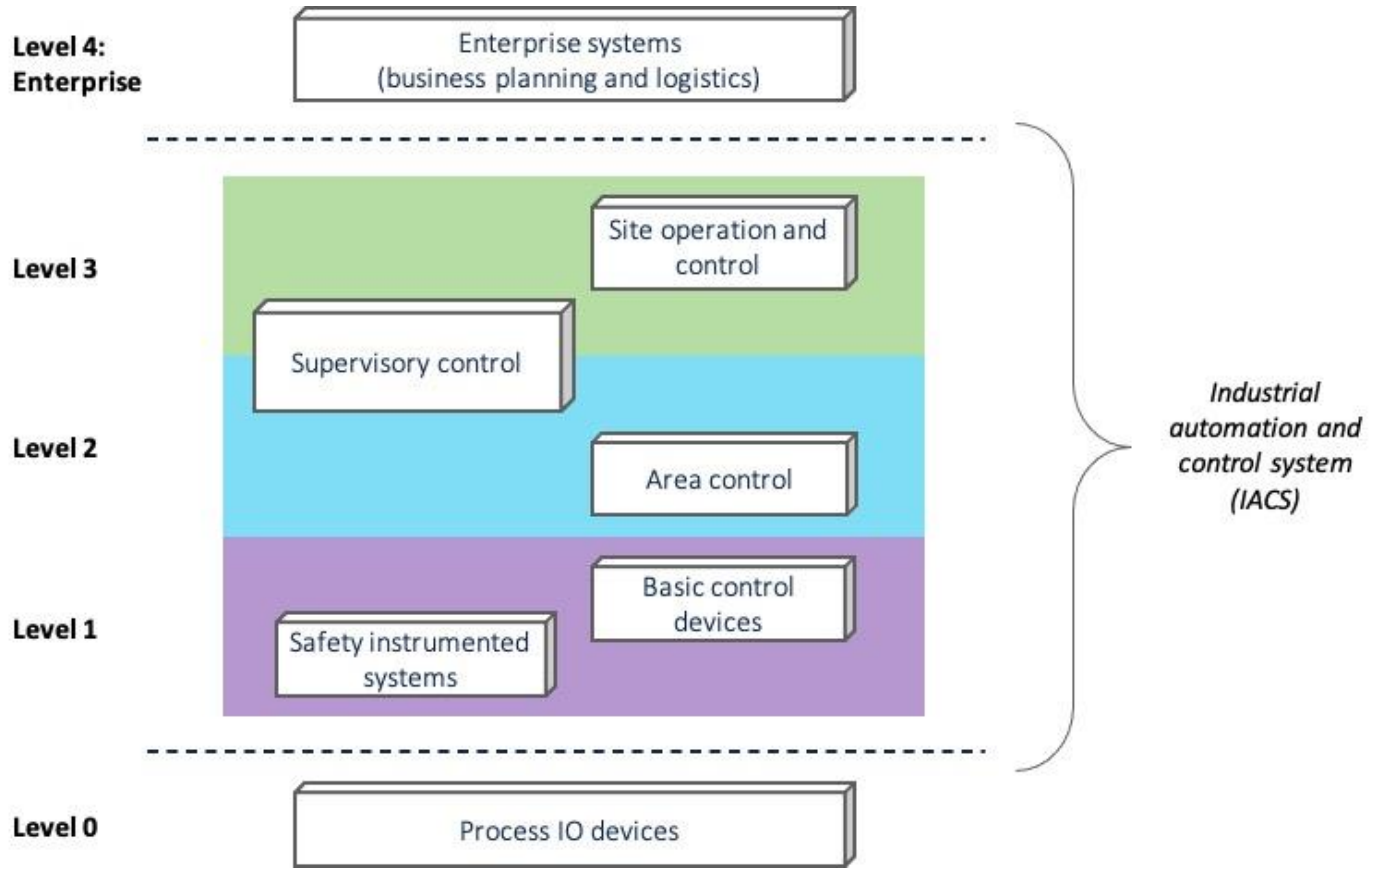 Level 4:
Enterprise
Enterprise systems
(business planning and logistics)
Level 3
Site operation and
control
Supervisory control
Level 2
Area control
Level 1
Basic control
devices
Safety instrumented
systems
Level 0
Process IO devices
Industrial
automation and
control system
(IACS)